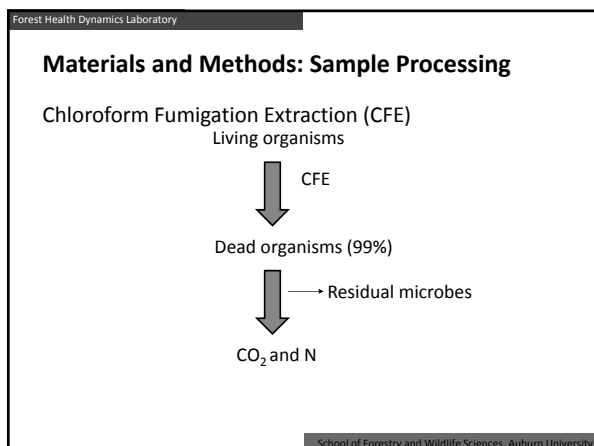 Forest Health Dynamics Laboratory
Materials and Methods: Sample Processing
Chloroform Fumigation Extraction (CFE)
Living organisms
CFE
Dead organisms (99%)
Residual microbes
CO₂ and N
School of Forestry and Wildlife Sciences, Auburn University